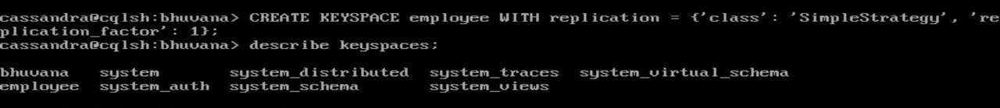 cassandra@cqlsh:bhuvana> CREATE KEYSPACE employee WITH replication = {'class': 'SimpleStrategy', 're
plication_factor': 1};
cassandra@cqlsh:bhuvana> describe keyspaces;
bhuvana system system_distributed system_traces system_virtual_schema
employee system_auth system_schema system_views